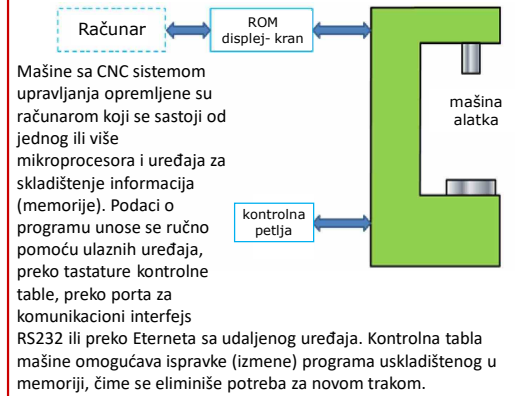 Računar
ROM
displej- kran
mašina
alatka
kontrolna
petlja
Mašine sa CNC sistemom
upravljanja opremljene su
računarom koji se sastoji od
jednog ili više
mikroprocesora i uređaja za
skladištenje informacija
(memorije). Podaci o
programu unose se ručno
pomoću ulaznih uređaja,
preko tastature kontrolne
table, preko porta za
komunikacioni interfejs
RS232 ili preko Eterneta sa udaljenog uređaja. Kontrolna tabla
mašine omogućava ispravke (izmene) programa uskladištenog u
memoriji, čime se eliminiše potreba za novom trakom.